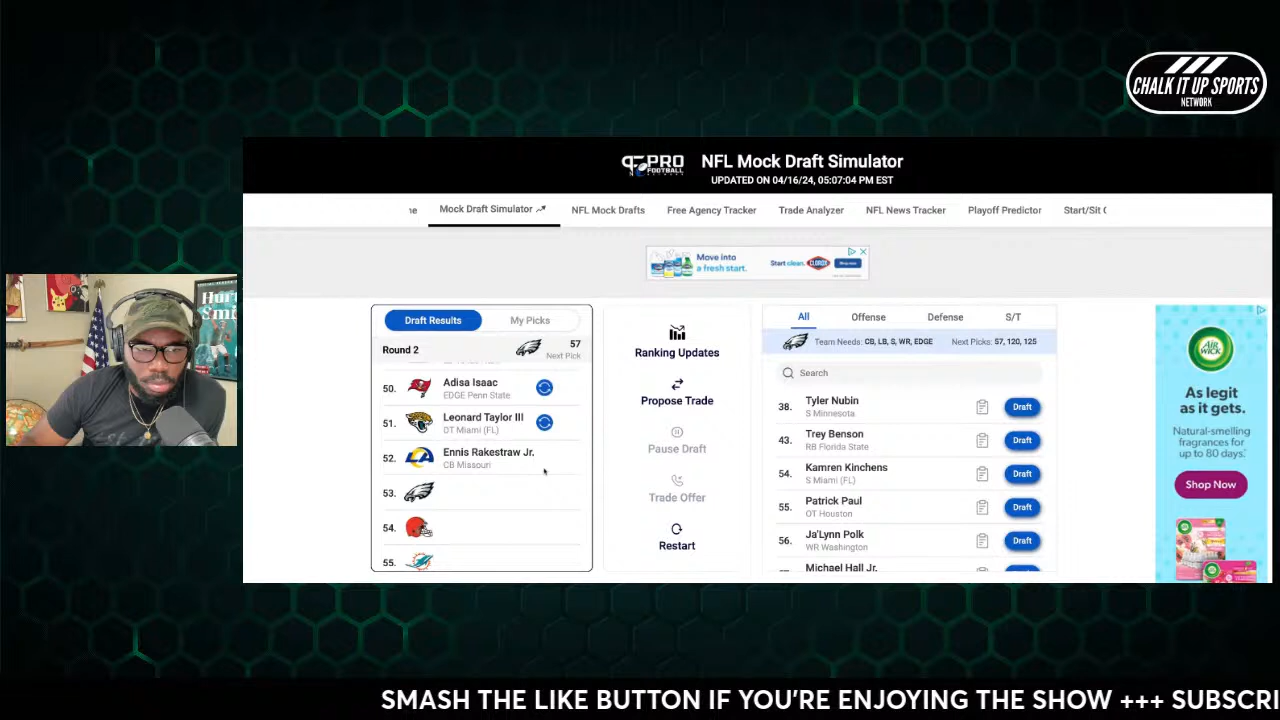 CHALK IT UP SPORTS
NETWORK
PRO
FOOTBALL
NFL Mock Draft Simulator
UPDATED ON 04/16/24, 05:07:04 PM EST
Mock Draft Simulator
NFL Mock Drafts
Free Agency Tracker
Trade Analyzer
NFL News Tracker
Playoff Predictor
Start/Sit
Move into
a fresh start.
Start clean.
CLOROX
Draft Results
My Picks
Round 2
57
Next Pick
50.
Adisa Isaac
EDGE Penn State
51.
Leonard Taylor III
DT Miami (FL)
52.
Ennis Rakestraw Jr.
CB Missouri
53.
54.
55.
Ranking Updates
Propose Trade
Pause Draft
Trade Offer
Restart
All
Offense
Defense
S/T
Team Needs: CB, LB, S, WR, EDGE
Next Picks: 57, 120, 125
Search
38.
Tyler Nubin
S Minnesota
Draft
43.
Trey Benson
RB Florida State
Draft
54.
Kamren Kinchens
S Miami (FL)
Draft
55.
Patrick Paul
OT Houston
Draft
56.
Ja'Lynn Polk
WR Washington
Draft
Michael Hall Jr.
AIR
WICK
As legit
as it gets.
Natural-smelling
fragrances for
up to 80 days.*
Shop Now
SMASH THE LIKE BUTTON IF YOU'RE ENJOYING THE SHOW +++ SUBSCRI